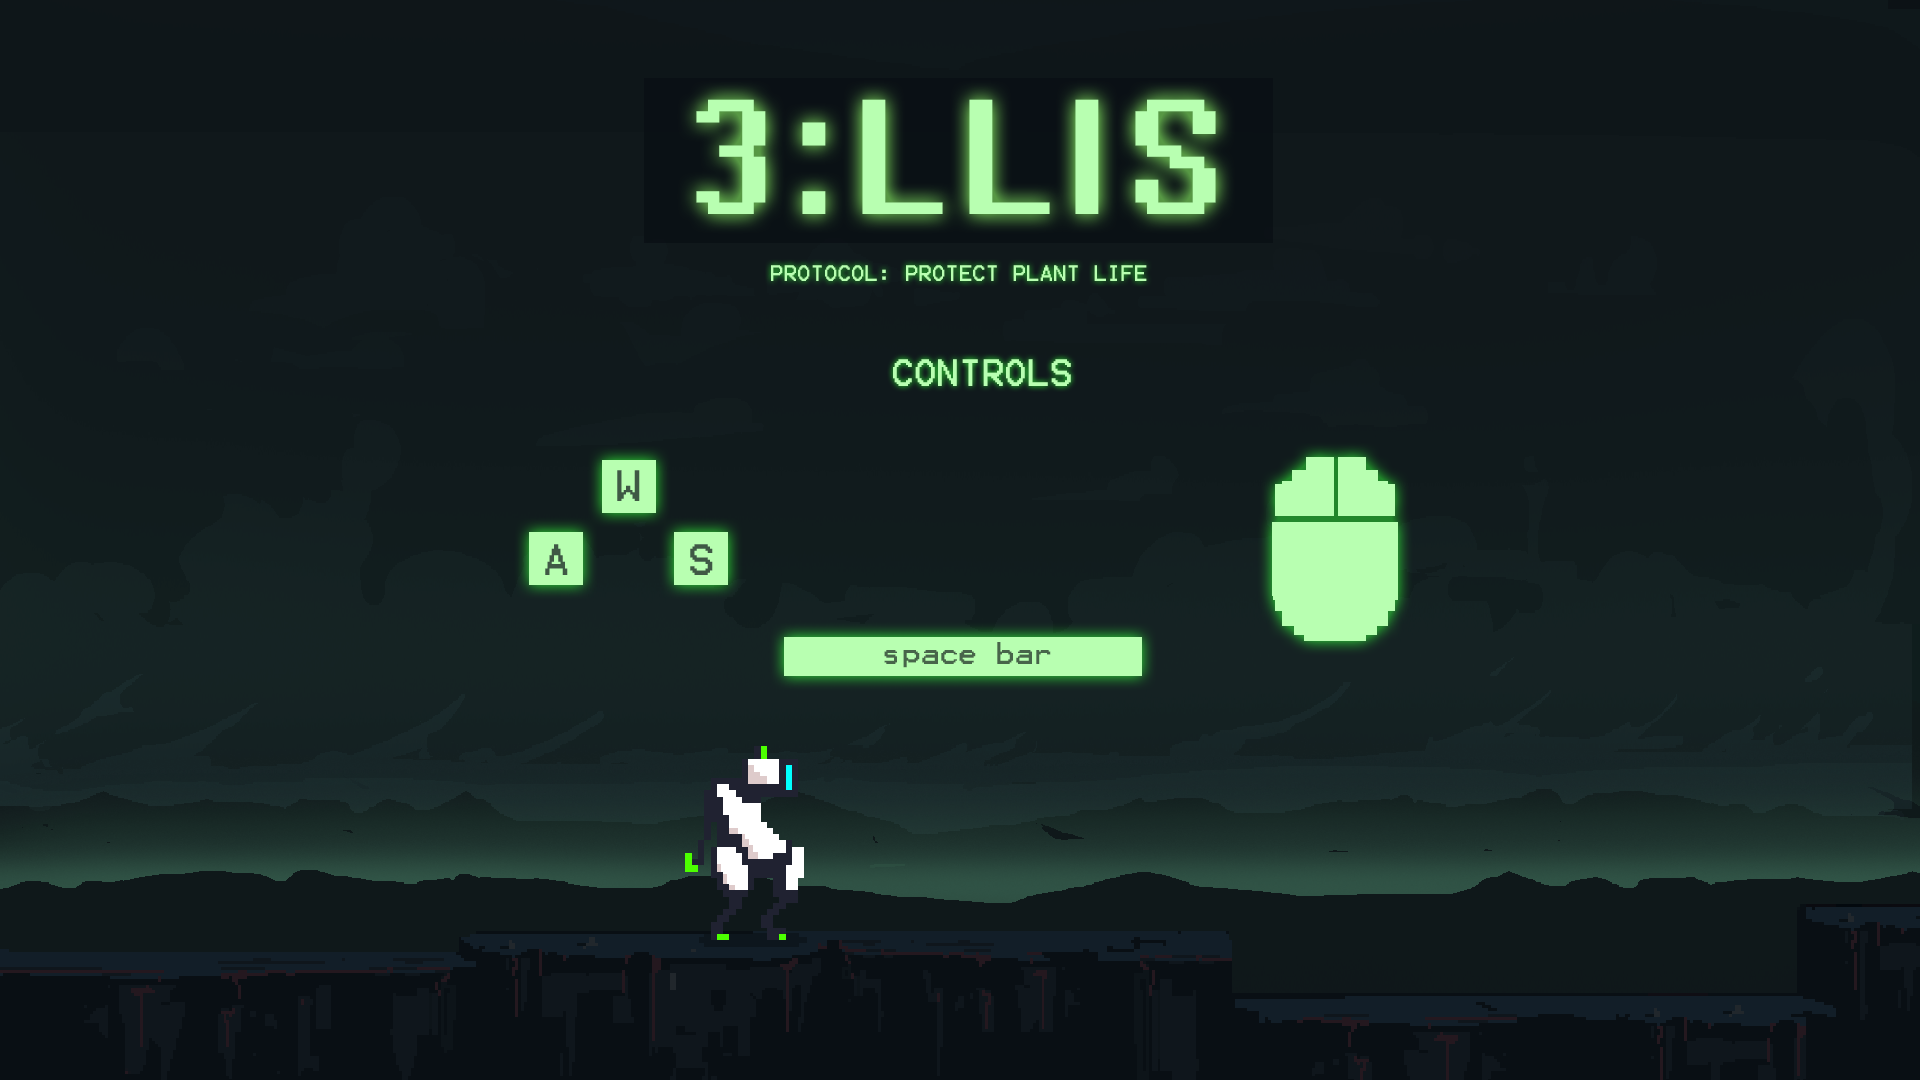 3:LLIS
PROTOCOL: PROTECT PLANT LIFE
CONTROLS
W
A S
space bar